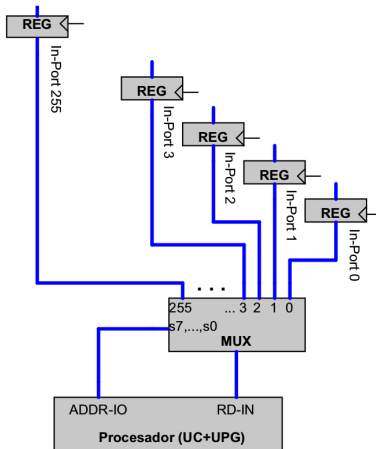 REG
In-Port 255
REG
In-Port 3
REG
In-Port 2
REG
In-Port 1
REG
In-Port 0
. . .
255 ... 3 2 1 0
s7,...,s0
MUX
ADDR-IO RD-IN
Procesador (UC+UPG)